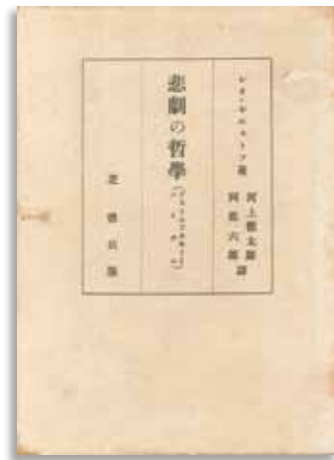 レオ・シェストフ著
河上徹太郎
阿部六郎 譯
悲劇の哲學
芝書店版